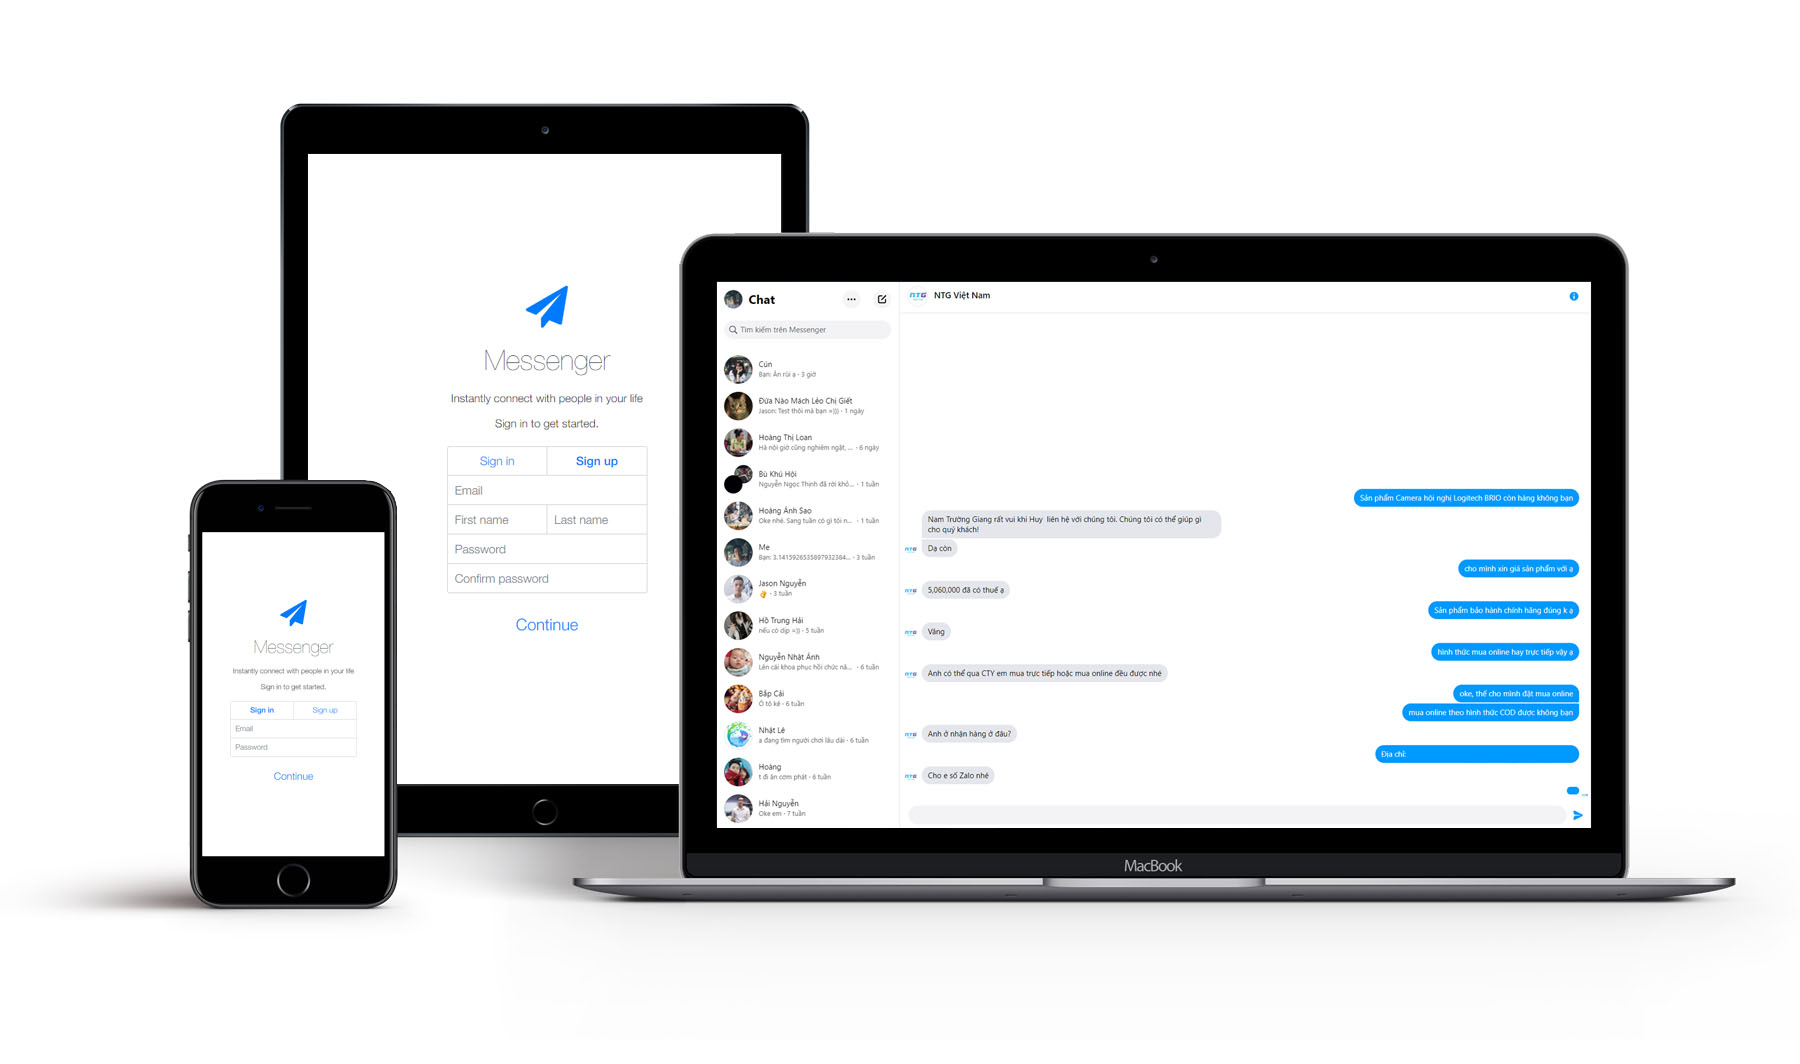 Messenger
Instantly connect with people in your life
Sign in to get started.
Sign in
Sign up
Email
First name
Last name
Password
Confirm password
Continue
Messenger
Instantly connect with people in your life
Sign in to get started.
Sign in
Sign up
Email
Password
Continue
Chat
Tìm kiếm trên Messenger
Cún
Bạn: Ăn rùi ạ · 3 giờ
Đứa Nào Mách Lẻo Chị Giết
Jason: Test thôi mà bạn =))) · 1 ngày
Hoàng Thị Loan
Hà nội giờ cũng nghiêm ngặt, ... · 6 ngày
Bù Khú Hội
Nguyễn Ngọc Thịnh đã rời khỏ... · 1 tuần
Hoàng Ánh Sao
Oke nhé. Sang tuần có gì tôi n... · 1 tuần
Me
Bạn: 3.1415926535897932384... · 3 tuần
Jason Nguyễn
· 3 tuần
Hồ Trung Hải
nếu có dịp =)) · 5 tuần
Nguyễn Nhật Ánh
Lên cái khoa phục hồi chức nă... · 6 tuần
Bắp Cải
Ô tô kê · 6 tuần
Nhật Lê
a đang tìm người chơi lâu dài · 6 tuần
Hoàng
t đi ăn cơm phát · 6 tuần
Hải Nguyễn
Oke em · 7 tuần
NTG
NTG Việt Nam
Sản phẩm Camera hội nghị Logitech BRIO còn hàng không bạn
Nam Trường Giang rất vui khi Huy liên hệ với chúng tôi. Chúng tôi có thể giúp gì
cho quý khách!
NTG
Dạ còn
cho mình xin giá sản phẩm với ạ
NTG
5,060,000 đã có thuế ạ
Sản phẩm bảo hành chính hãng đúng k ạ
NTG
Vâng
hình thức mua online hay trực tiếp vậy ạ
NTG
Anh có thể qua CTY em mua trực tiếp hoặc mua online đều được nhé
oke, thế cho mình đặt mua online
mua online theo hình thức COD được không bạn
NTG
Anh ở nhận hàng ở đâu?
Địa chỉ:
NTG
Cho e số Zalo nhé
MacBook